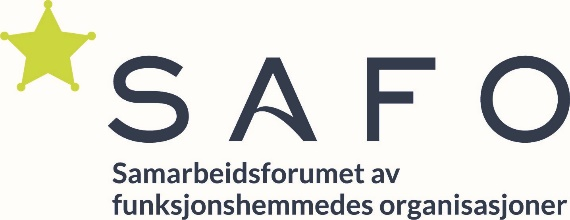 SAFO
Samarbeidsforumet av
funksjonshemmedes organisasjoner